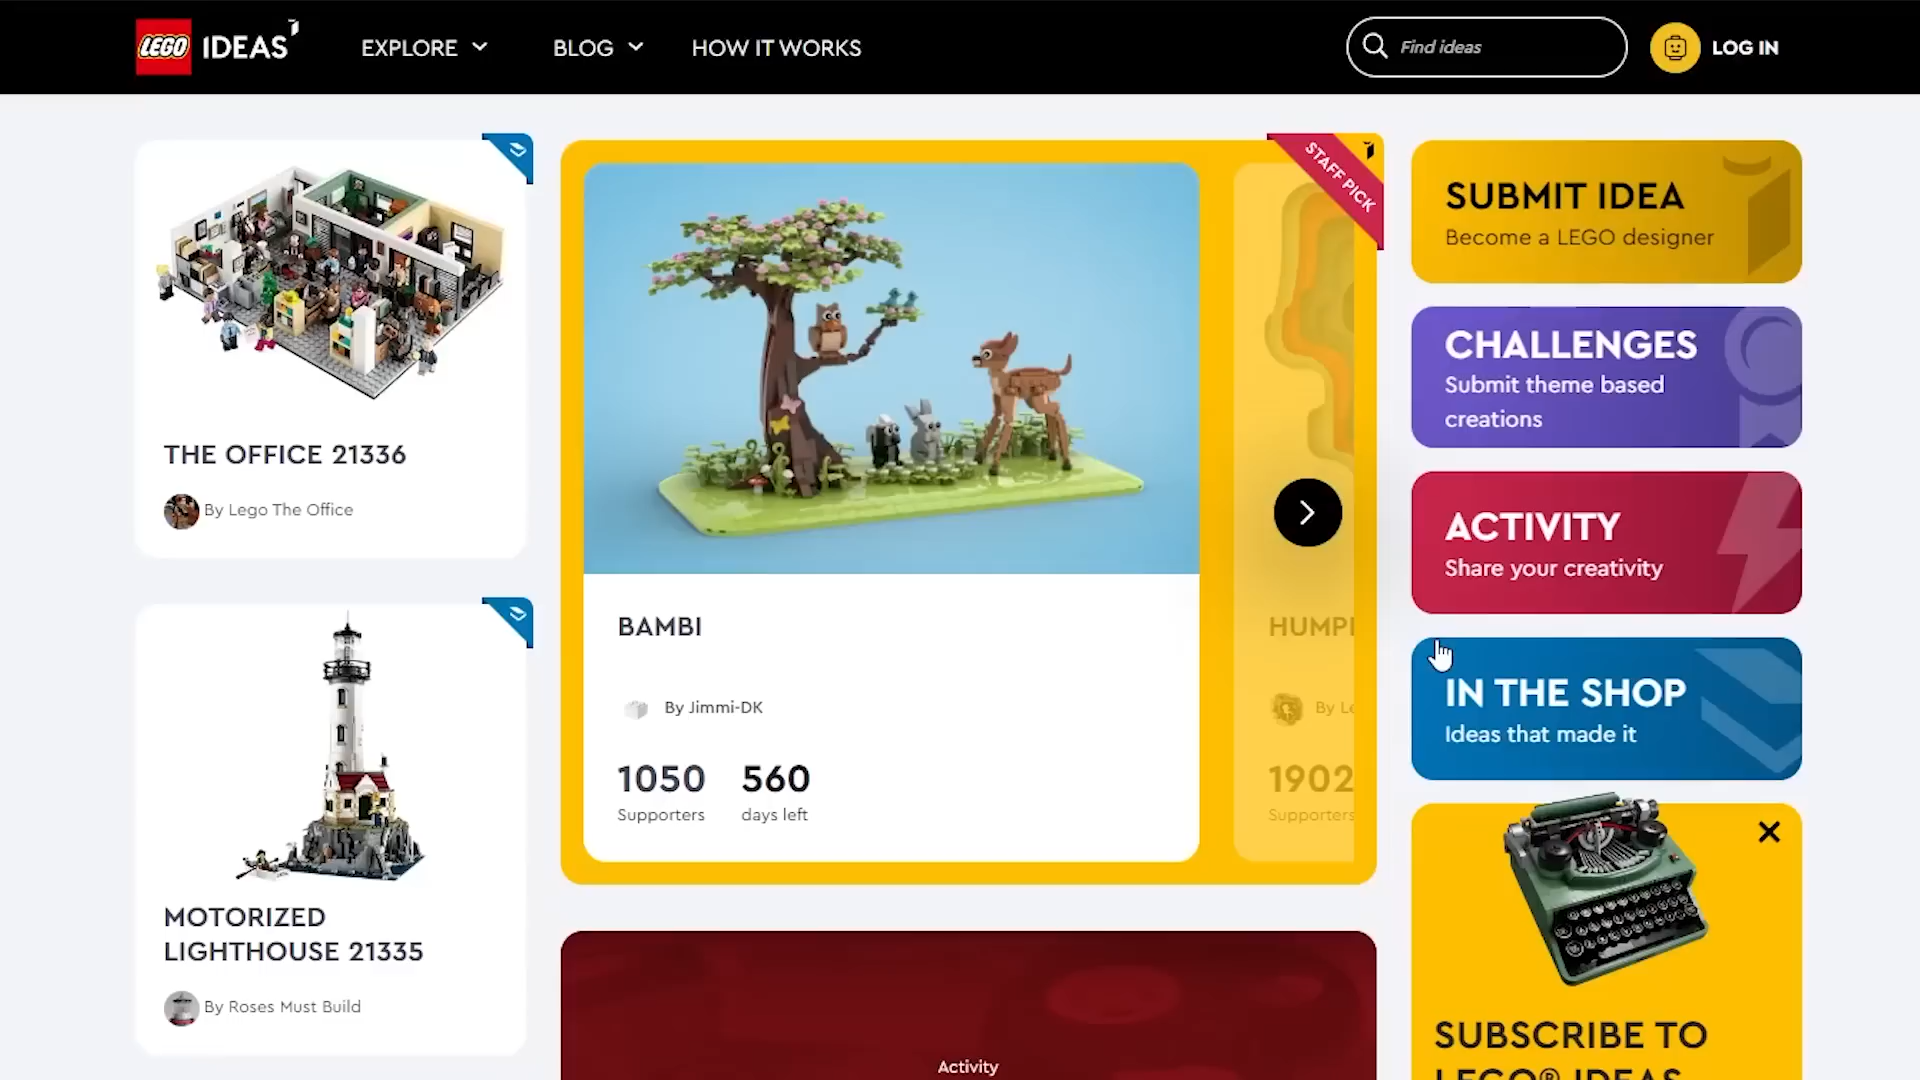 LEGO IDEAS
EXPLORE
BLOG
HOW IT WORKS
Find ideas
LOG IN
THE OFFICE 21336
By Lego The Office
MOTORIZED
LIGHTHOUSE 21335
By Roses Must Build
STAFF PICK
BAMBI
By Jimmi-DK
1050
Supporters
560
days left
1902
Supporters
SUBMIT IDEA
Become a LEGO designer
CHALLENGES
Submit theme based
creations
ACTIVITY
Share your creativity
IN THE SHOP
Ideas that made it
SUBSCRIBE TO
LEGO® IDEAS
Activity